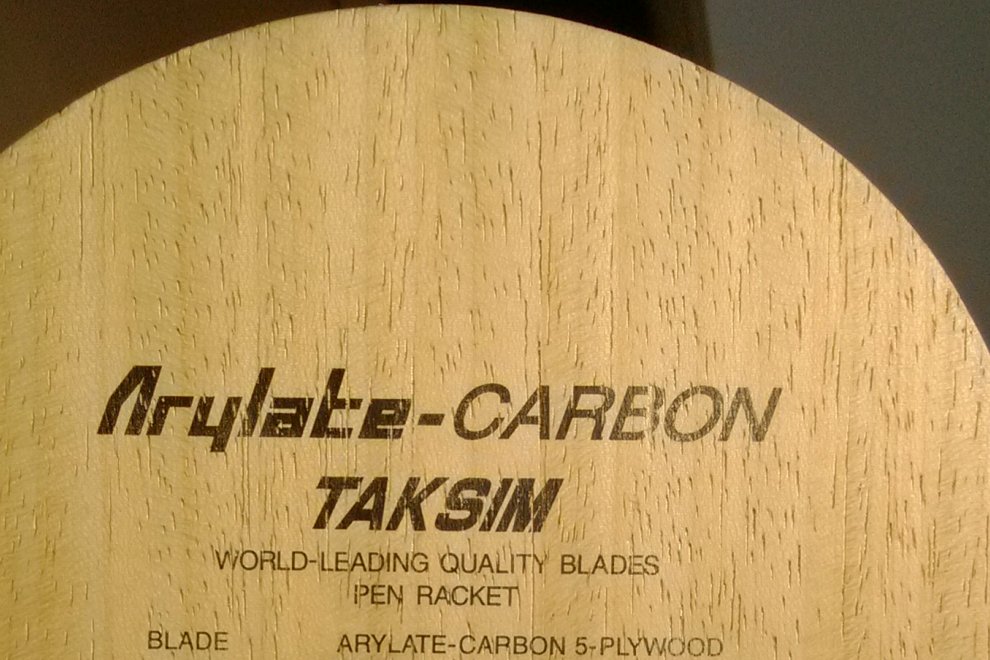 Arylate-CARBON
TAKSIM
WORLD-LEADING QUALITY BLADES
PEN RACKET
BLADE ARYLATE-CARBON 5-PLYWOOD